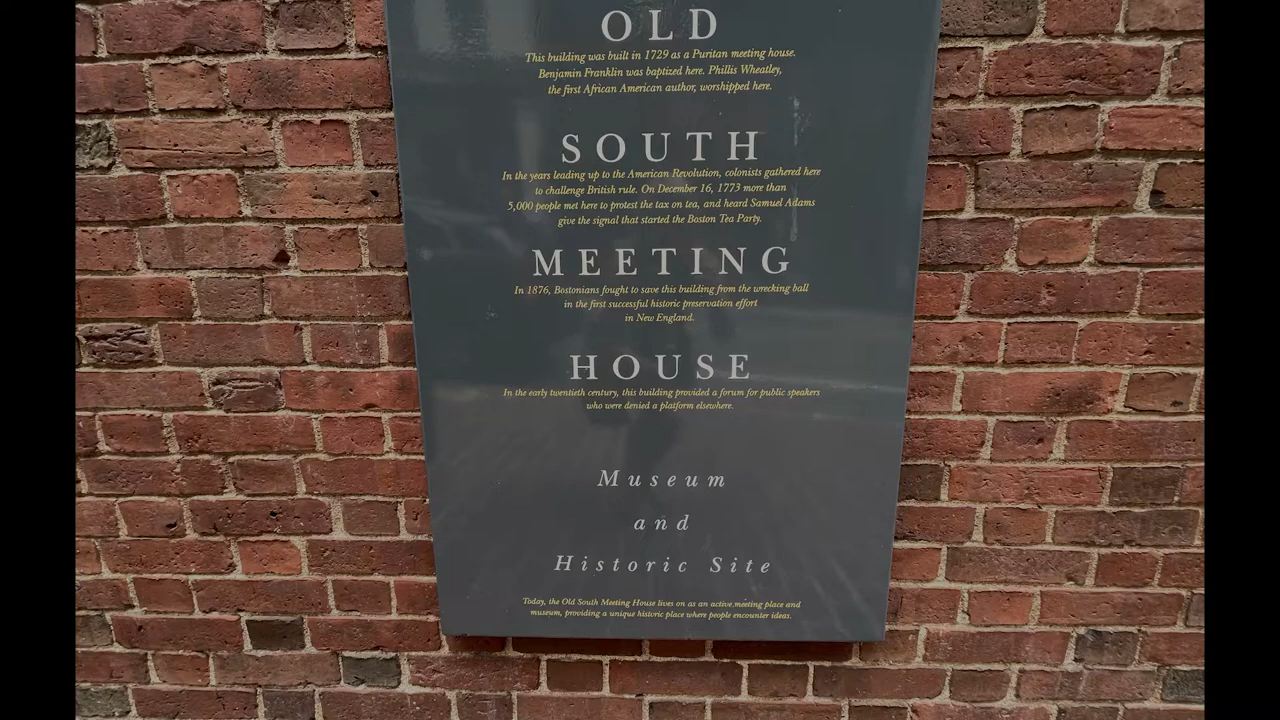 OLD
This building was built in 1729 as a Puritan meeting house.
Benjamin Franklin was baptized here. Phillis Wheatley,
the first African American author, worshipped here.
SOUTH
In the years leading up to the American Revolution, colonists gathered here
to challenge British rule. On December 16, 1773 more than
5,000 people met here to protest the tax on tea, and heard Samuel Adams
give the signal that started the Boston Tea Party.
MEETING
In 1876, Bostonians fought to save this building from the wrecking ball
in the first successful historic preservation effort
in New England.
HOUSE
In the early twentieth century, this building provided a forum for public speakers
who were denied a platform elsewhere.
Museum
and
Historic Site
Today, the Old South Meeting House lives on as an active meeting place and
museum, providing a unique historic place where people encounter ideas.